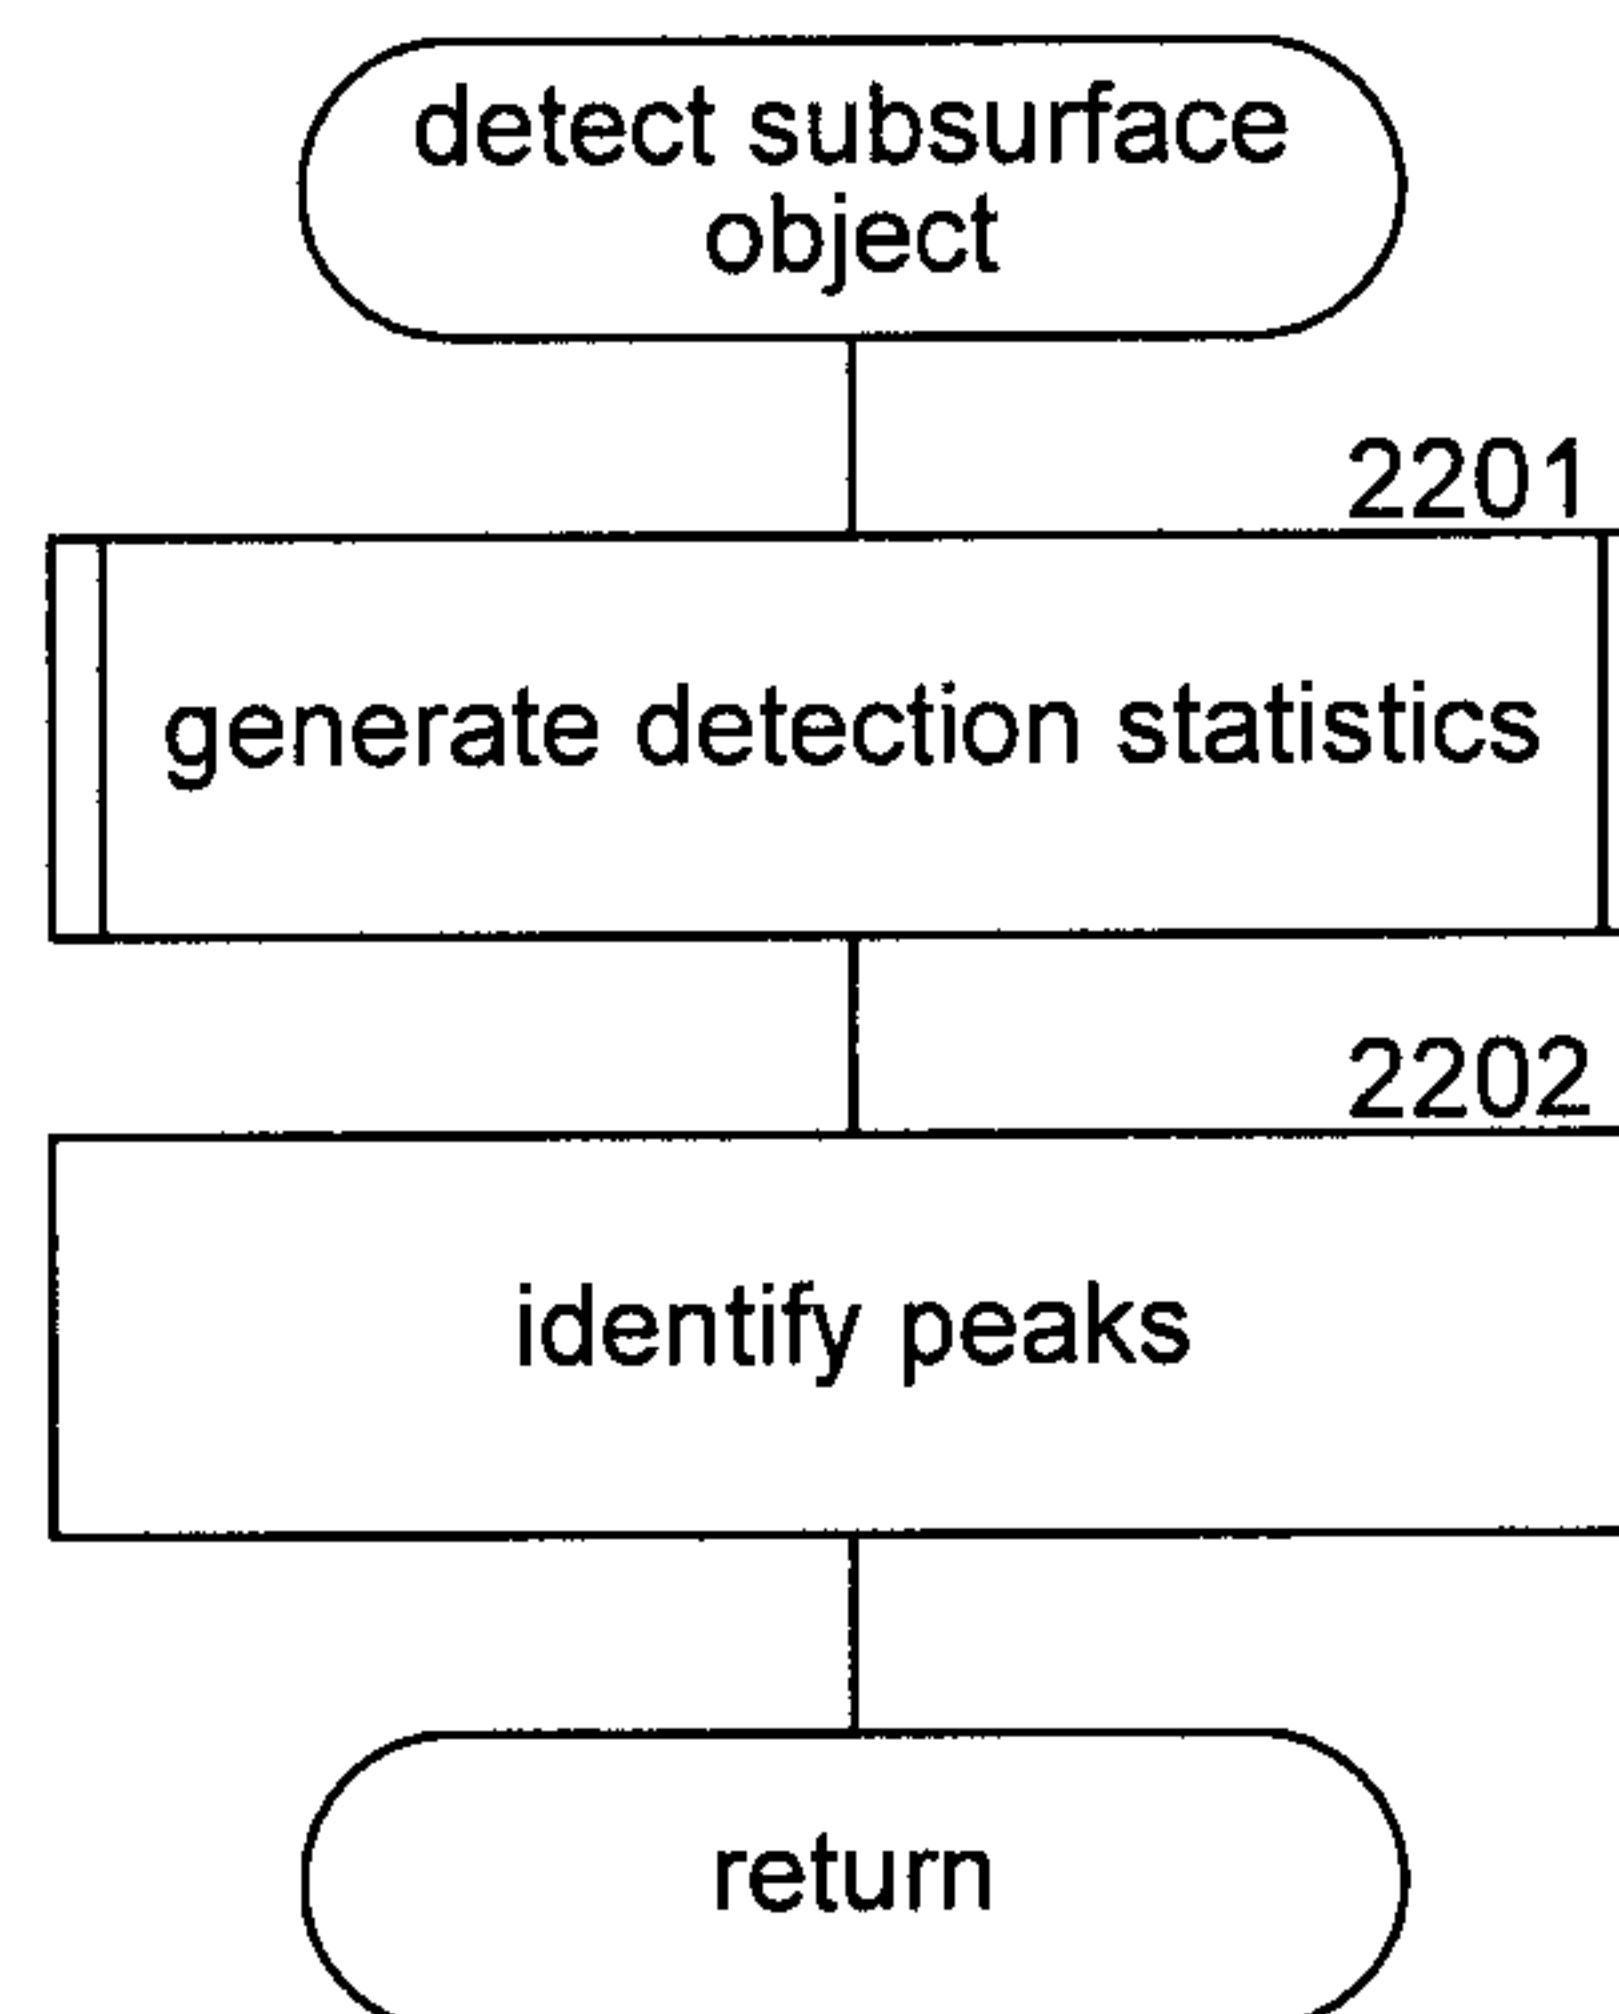 detect subsurface
object
2201
generate detection statistics
2202
identify peaks
return